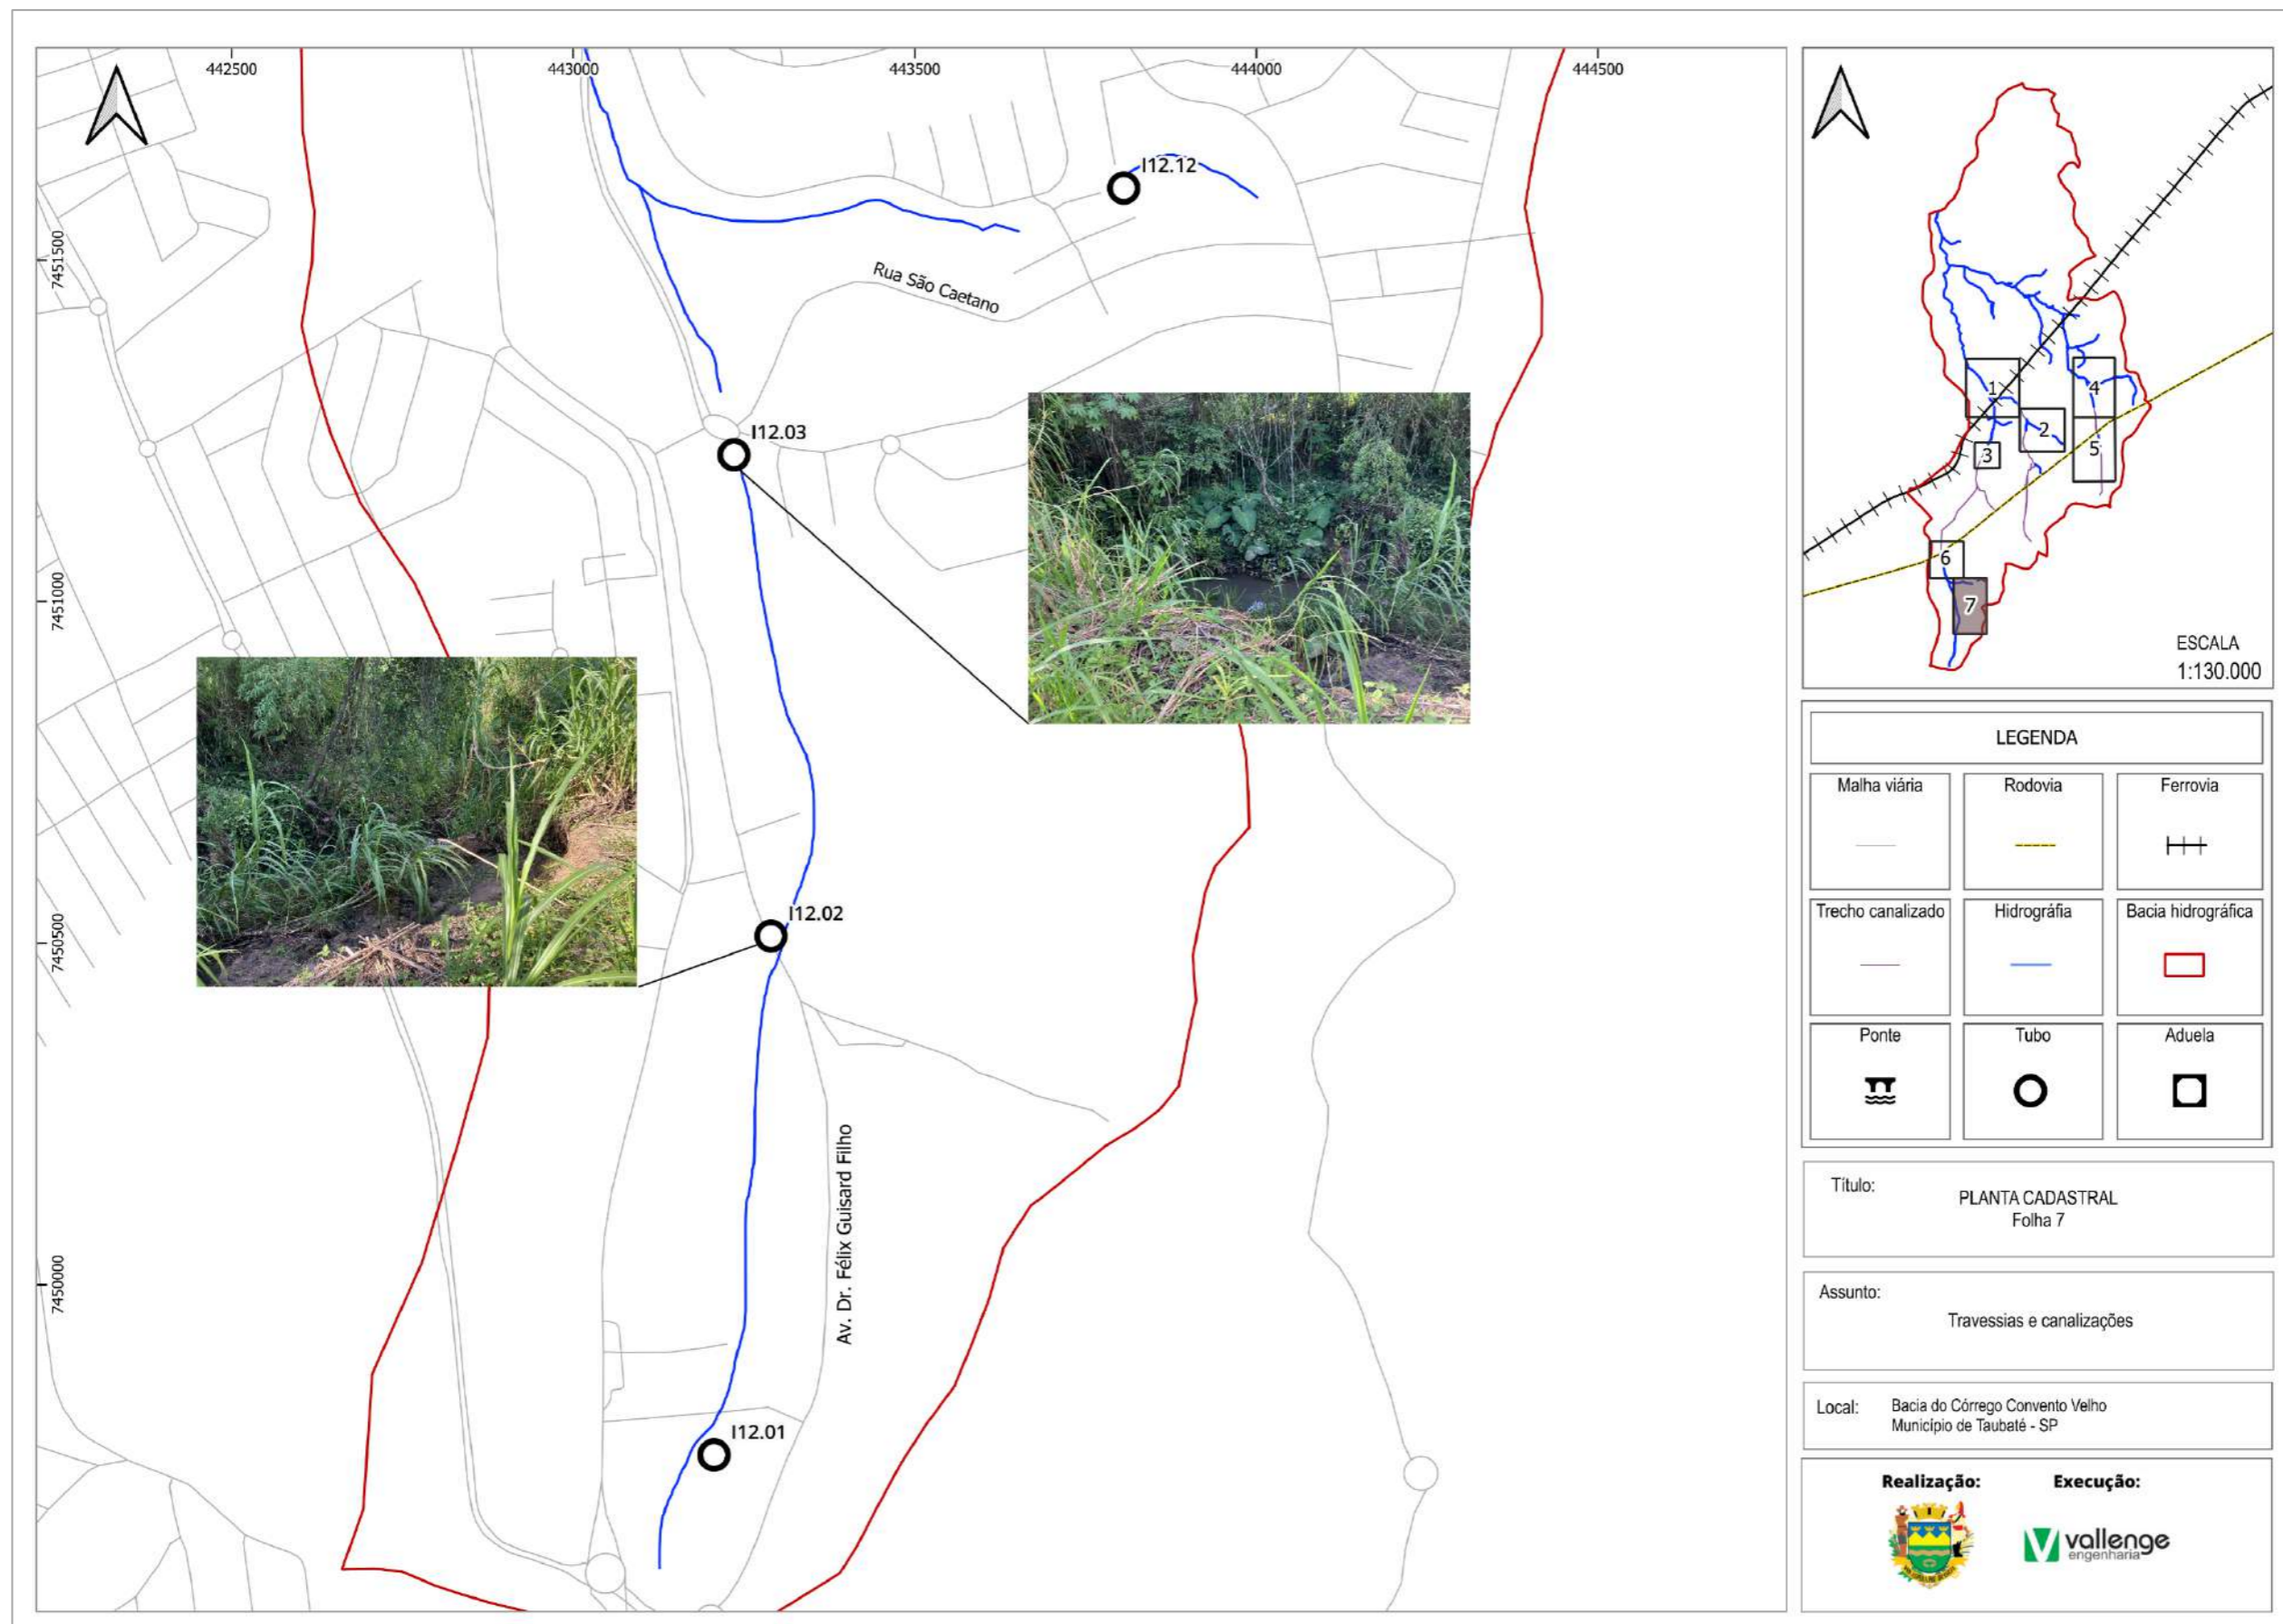 442500
443000
443500
444000
444500
7451500
7451000
7450500
7450000
I12.12
Rua São Caetano
I12.03
I12.02
Av. Dr. Félix Guisard Filho
I12.01
1
2
3
4
5
6
7
ESCALA
1:130.000
LEGENDA
Malha viária
Rodovia
Ferrovia
Trecho canalizado
Hidrográfia
Bacia hidrográfica
Ponte
Tubo
Aduela
Título:
PLANTA CADASTRAL
Folha 7
Assunto:
Travessias e canalizações
Local:
Bacia do Córrego Convento Velho
Município de Taubaté - SP
Realização:
Execução:
vallenge
engenharia